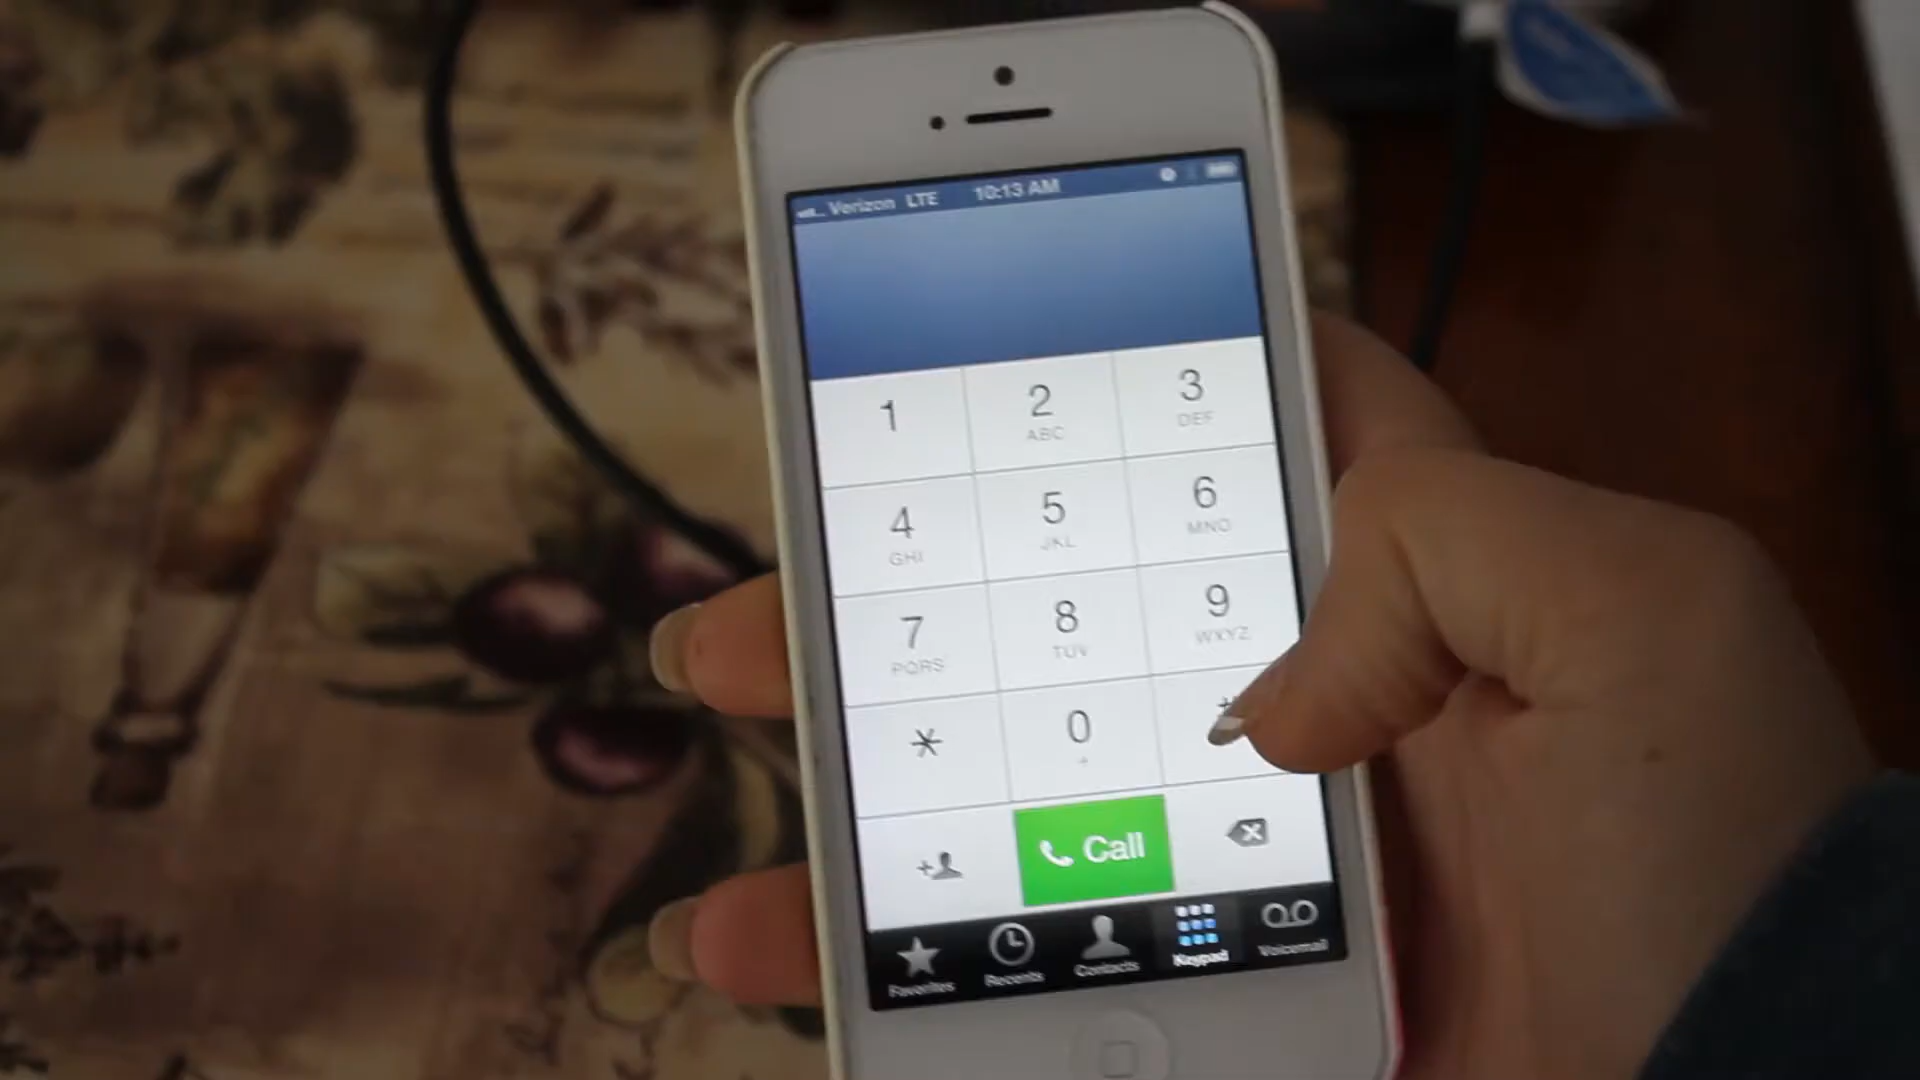 Verizon LTE 10:13 AM
1 2 3
ABC DEF
4 5 6
GHI JKL MNO
7 8 9
PQRS TUV WXYZ
* 0
+
Call
Favorites Recents Contacts Keypad Voicemail